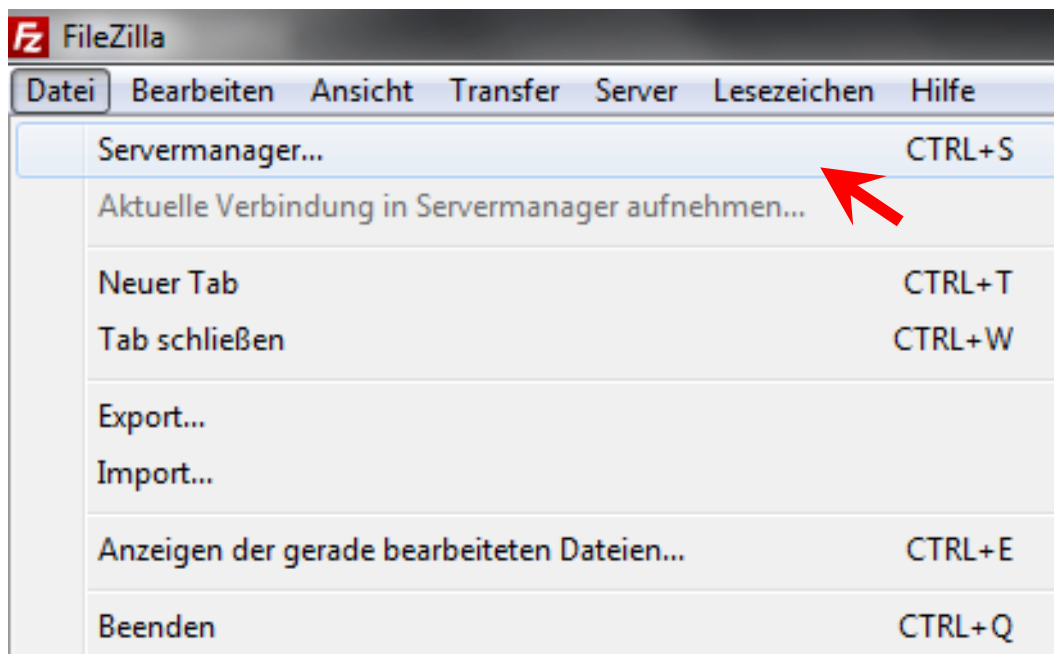 Fz FileZilla
Datei Bearbeiten Ansicht Transfer Server Lesezeichen Hilfe
Servermanager... CTRL+S
Aktuelle Verbindung in Servermanager aufnehmen...
Neuer Tab CTRL+T
Tab schließen CTRL+W
Export...
Import...
Anzeigen der gerade bearbeiteten Dateien... CTRL+E
Beenden CTRL+Q